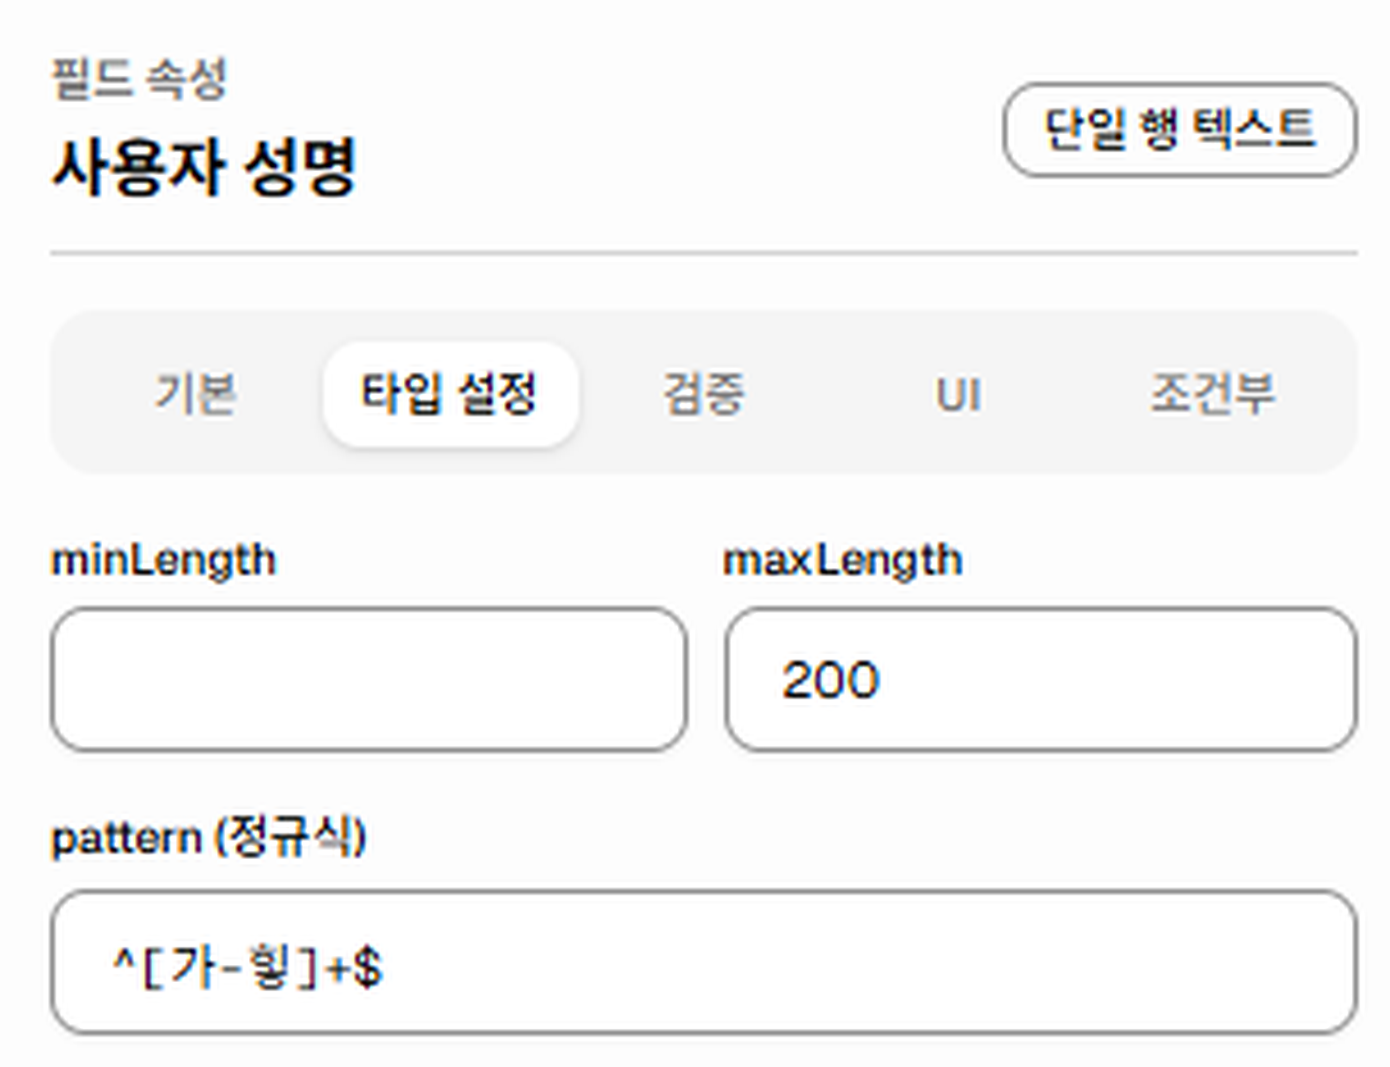 필드 속성
사용자 성명
단일 행 텍스트
기본 타입 설정 검증 UI 조건부
minLength maxLength
200
pattern (정규식)
^[가-힣]+$